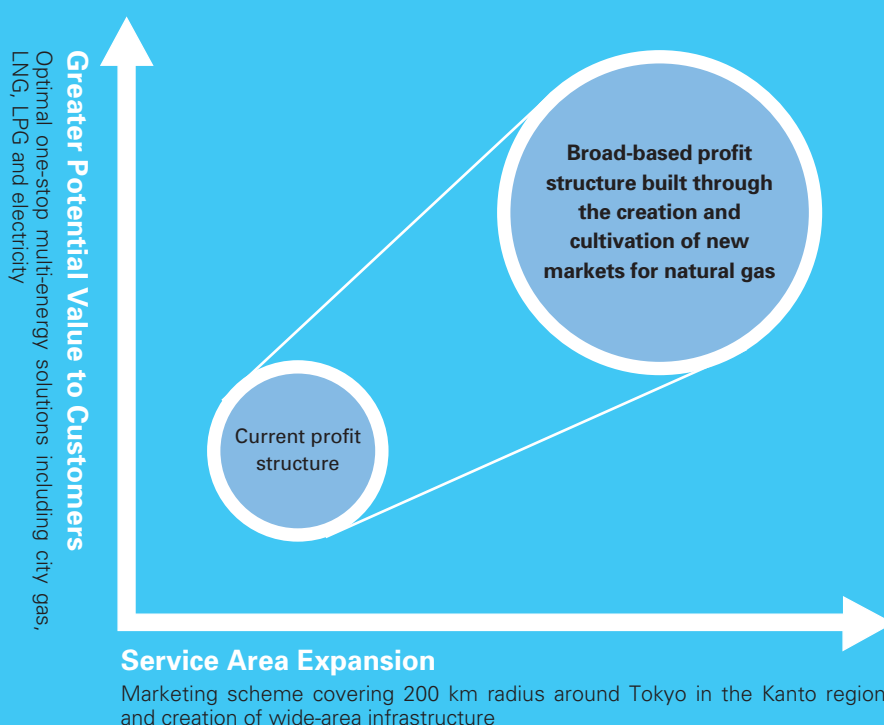 Greater Potential Value to Customers
Optimal one-stop multi-energy solutions including city gas,
LNG, LPG and electricity
Broad-based profit
structure built through
the creation and
cultivation of new
markets for natural gas
Current profit
structure
Service Area Expansion
Marketing scheme covering 200 km radius around Tokyo in the Kanto region
and creation of wide-area infrastructure